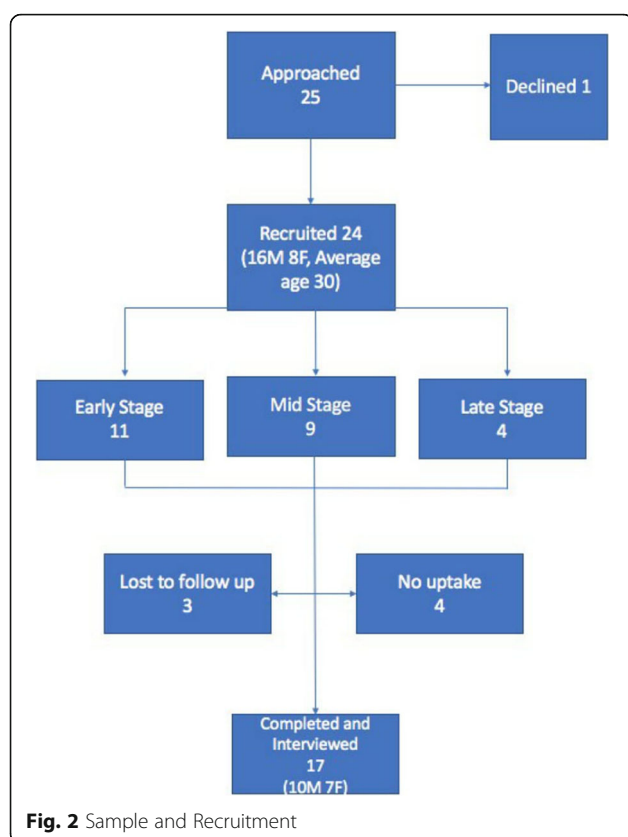 Approached
25
Declined 1
Recruited 24
(16M 8F, Average
age 30)
Early Stage
11
Mid Stage
9
Late Stage
4
Lost to follow up
3
No uptake
4
Completed and
Interviewed
17
(10M 7F)
Fig. 2 Sample and Recruitment